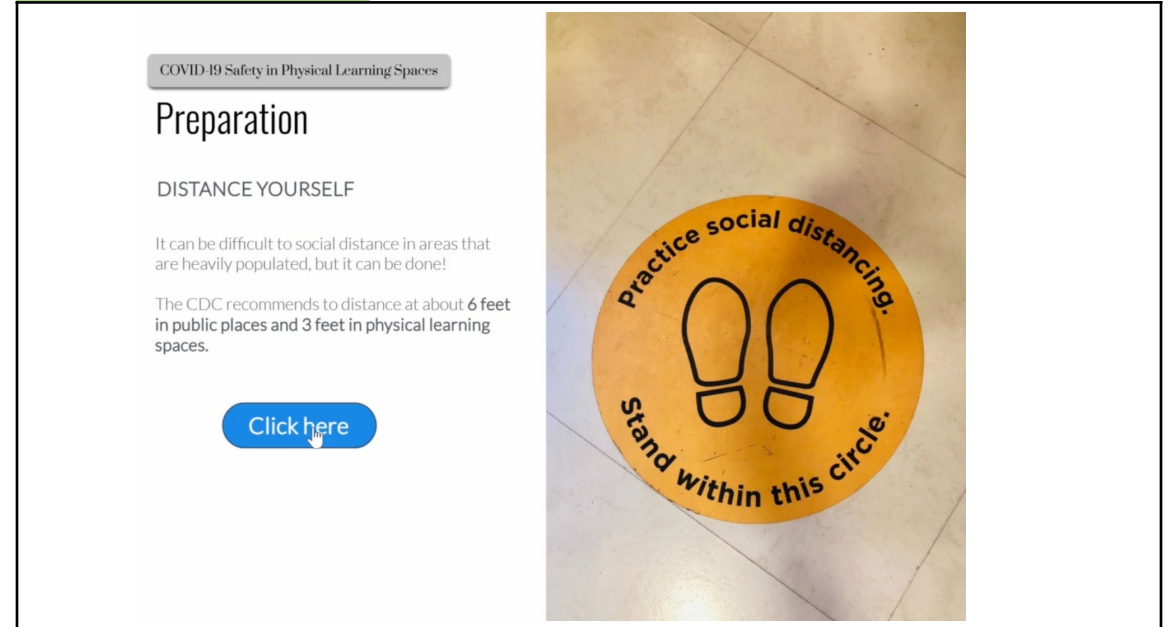 COVID-19 Safety in Physical Learning Spaces
Preparation
DISTANCE YOURSELF
It can be difficult to social distance in areas that
are heavily populated, but it can be done!
The CDC recommends to distance at about 6 feet
in public places and 3 feet in physical learning
spaces.
Click here
Practice social distancing.
Stand within this circle.